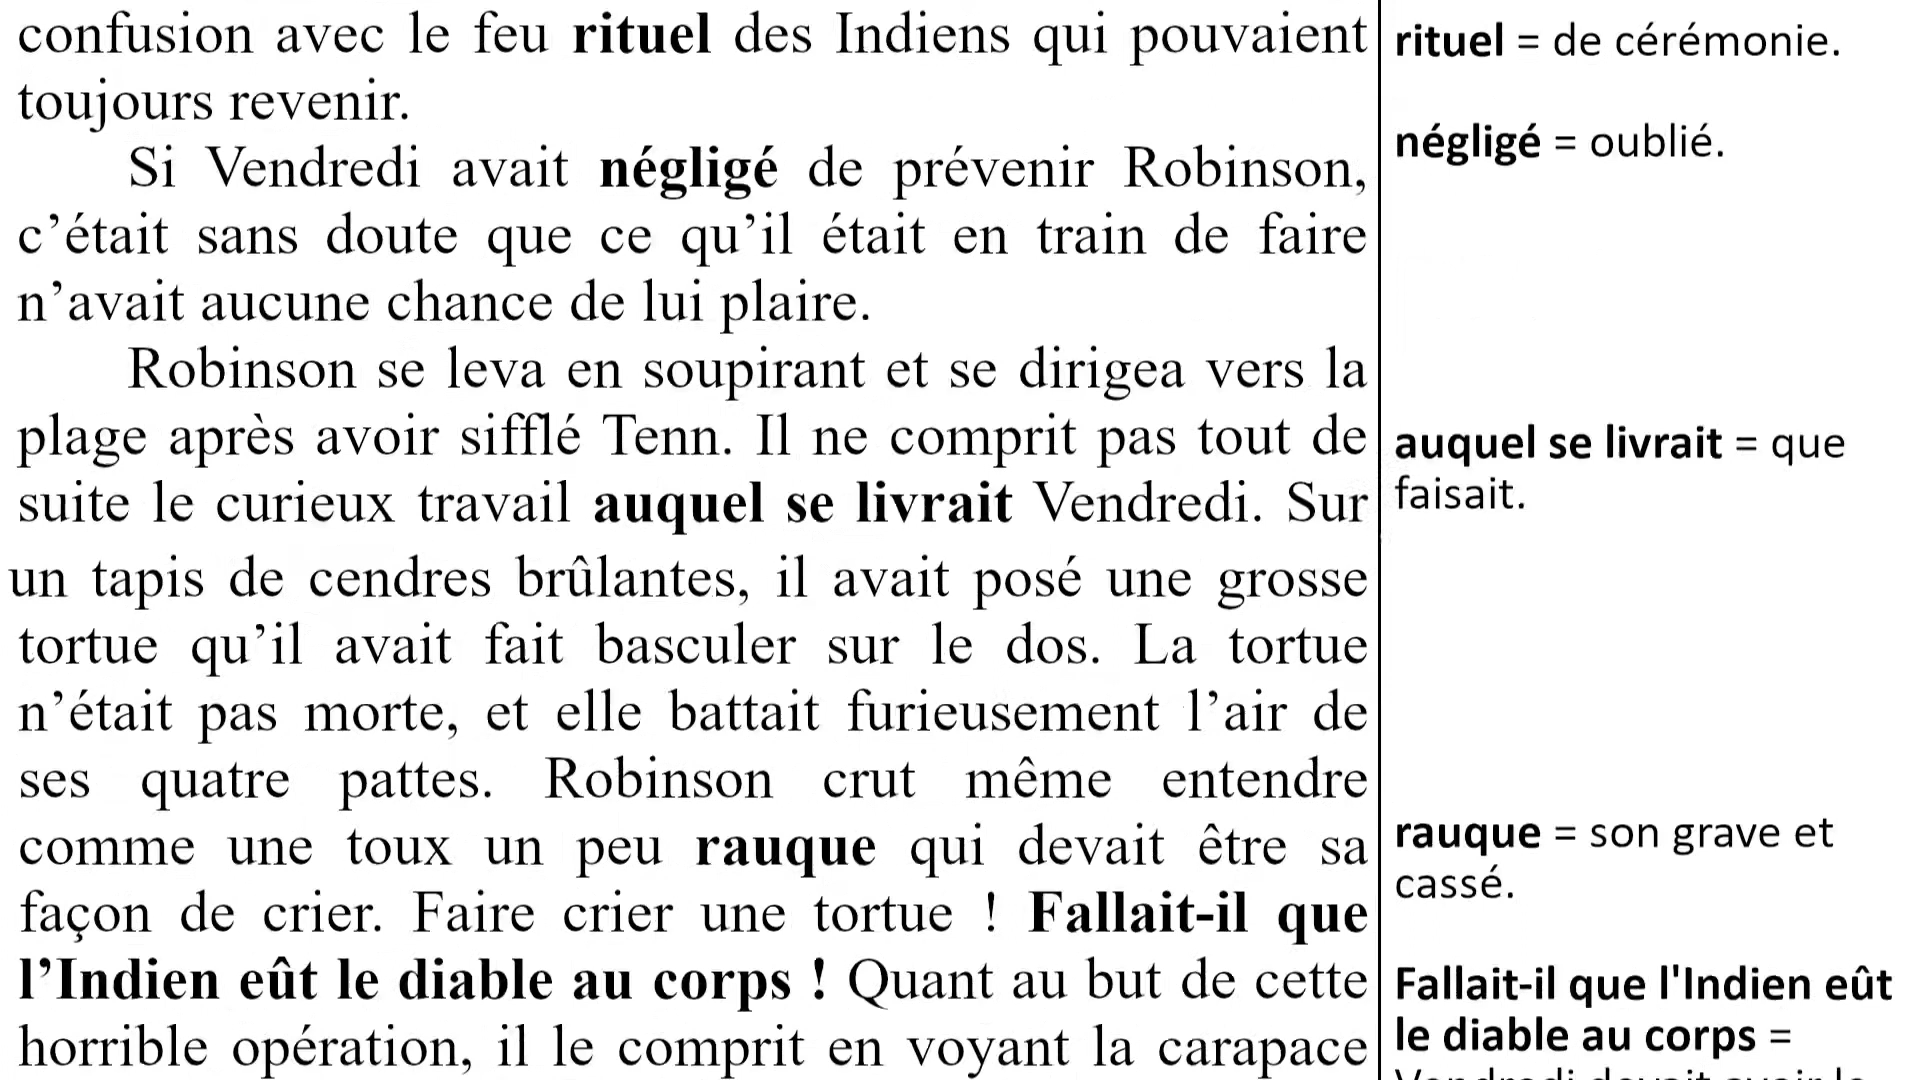 confusion avec le feu rituel des Indiens qui pouvaient
toujours revenir.
Si Vendredi avait négligé de prévenir Robinson,
c’était sans doute que ce qu’il était en train de faire
n’avait aucune chance de lui plaire.
Robinson se leva en soupirant et se dirigea vers la
plage après avoir sifflé Tenn. Il ne comprit pas tout de
suite le curieux travail auquel se livrait Vendredi. Sur
un tapis de cendres brûlantes, il avait posé une grosse
tortue qu’il avait fait basculer sur le dos. La tortue
n’était pas morte, et elle battait furieusement l’air de
ses quatre pattes. Robinson crut même entendre
comme une toux un peu rauque qui devait être sa
façon de crier. Faire crier une tortue ! Fallait-il que
l’Indien eût le diable au corps ! Quant au but de cette
horrible opération, il le comprit en voyant la carapace
rituel = de cérémonie.
négligé = oublié.
auquel se livrait = que
faisait.
rauque = son grave et
cassé.
Fallait-il que l'Indien eût
le diable au corps =
Vendredi devait avoir le